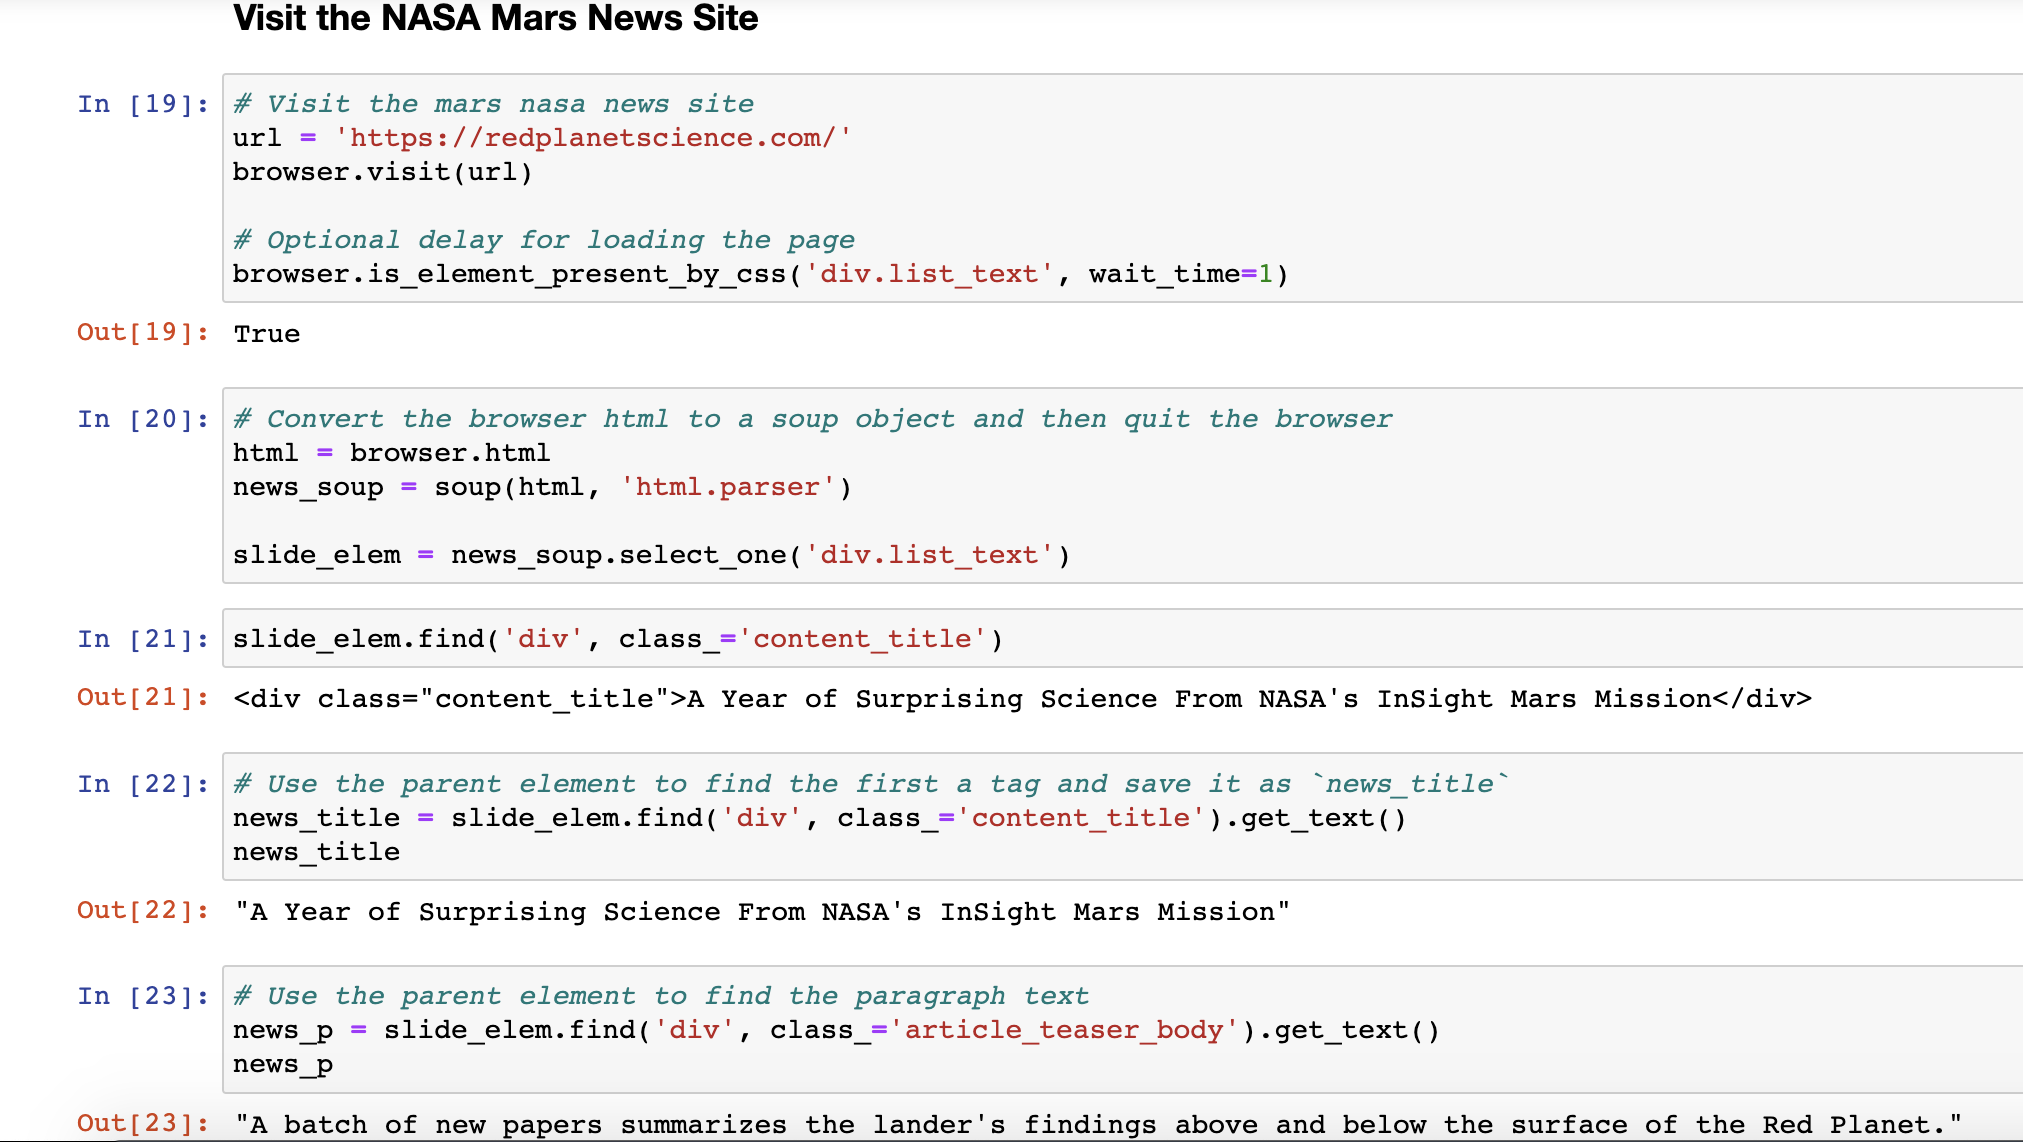 Visit the NASA Mars News Site
In [19]: # Visit the mars nasa news site
url = 'https://redplanetscience.com/'
browser.visit(url)
# Optional delay for loading the page
browser.is_element_present_by_css('div.list_text', wait_time=1)
Out[19]: True
In [20]: # Convert the browser html to a soup object and then quit the browser
html = browser.html
news_soup = soup(html, 'html.parser')
slide_elem = news_soup.select_one('div.list_text')
In [21]: slide_elem.find('div', class_='content_title')
Out[21]: <div class="content_title">A Year of Surprising Science From NASA's InSight Mars Mission</div>
In [22]: # Use the parent element to find the first a tag and save it as `news_title`
news_title = slide_elem.find('div', class_='content_title').get_text()
news_title
Out[22]: "A Year of Surprising Science From NASA's InSight Mars Mission"
In [23]: # Use the parent element to find the paragraph text
news_p = slide_elem.find('div', class_='article_teaser_body').get_text()
news_p
Out[23]: "A batch of new papers summarizes the lander's findings above and below the surface of the Red Planet."